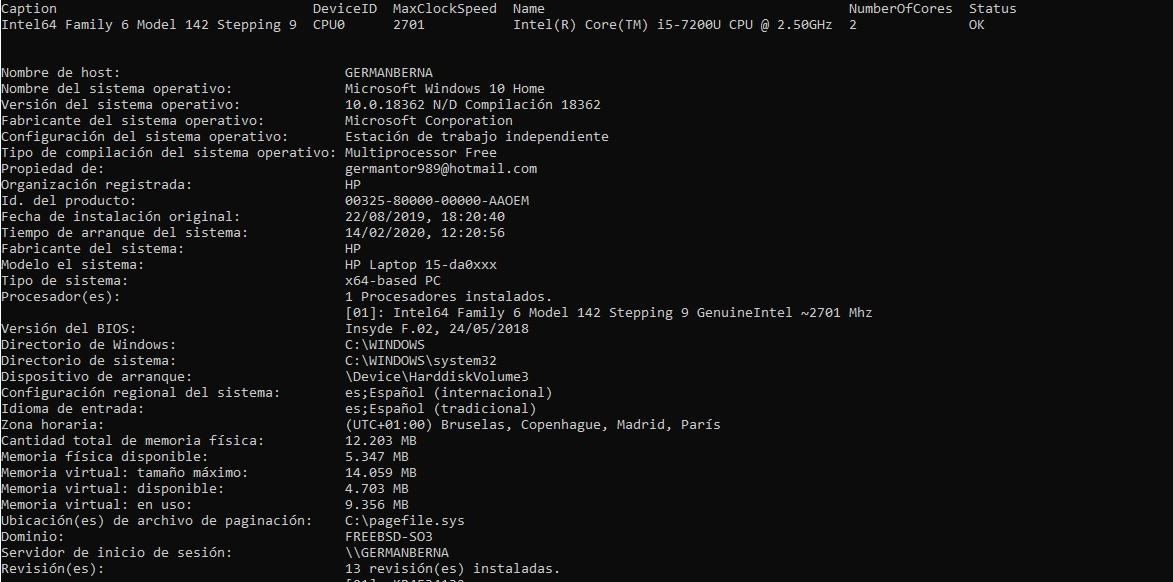 Caption DeviceID MaxClockSpeed Name NumberOfCores Status
Intel64 Family 6 Model 142 Stepping 9 CPU0 2701 Intel(R) Core(TM) i5-7200U CPU @ 2.50GHz 2 OK
Nombre de host: GERMANBERNA
Nombre del sistema operativo: Microsoft Windows 10 Home
Versión del sistema operativo: 10.0.18362 N/D Compilación 18362
Fabricante del sistema operativo: Microsoft Corporation
Configuración del sistema operativo: Estación de trabajo independiente
Tipo de compilación del sistema operativo: Multiprocessor Free
Propiedad de: germantor989@hotmail.com
Organización registrada: HP
Id. del producto: 00325-80000-00000-AAOEM
Fecha de instalación original: 22/08/2019, 18:20:40
Tiempo de arranque del sistema: 14/02/2020, 12:20:56
Fabricante del sistema: HP
Modelo el sistema: HP Laptop 15-da0xxx
Tipo de sistema: x64-based PC
Procesador(es): 1 Procesadores instalados.
[01]: Intel64 Family 6 Model 142 Stepping 9 GenuineIntel ~2701 Mhz
Versión del BIOS: Insyde F.02, 24/05/2018
Directorio de Windows: C:\WINDOWS
Directorio de sistema: C:\WINDOWS\system32
Dispositivo de arranque: \Device\HarddiskVolume3
Configuración regional del sistema: es;Español (internacional)
Idioma de entrada: es;Español (tradicional)
Zona horaria: (UTC+01:00) Bruselas, Copenhague, Madrid, París
Cantidad total de memoria física: 12.203 MB
Memoria física disponible: 5.347 MB
Memoria virtual: tamaño máximo: 14.059 MB
Memoria virtual: disponible: 4.703 MB
Memoria virtual: en uso: 9.356 MB
Ubicación(es) de archivo de paginación: C:\pagefile.sys
Dominio: FREEBSD-SO3
Servidor de inicio de sesión: \\GERMANBERNA
Revisión(es): 13 revisión(es) instaladas.